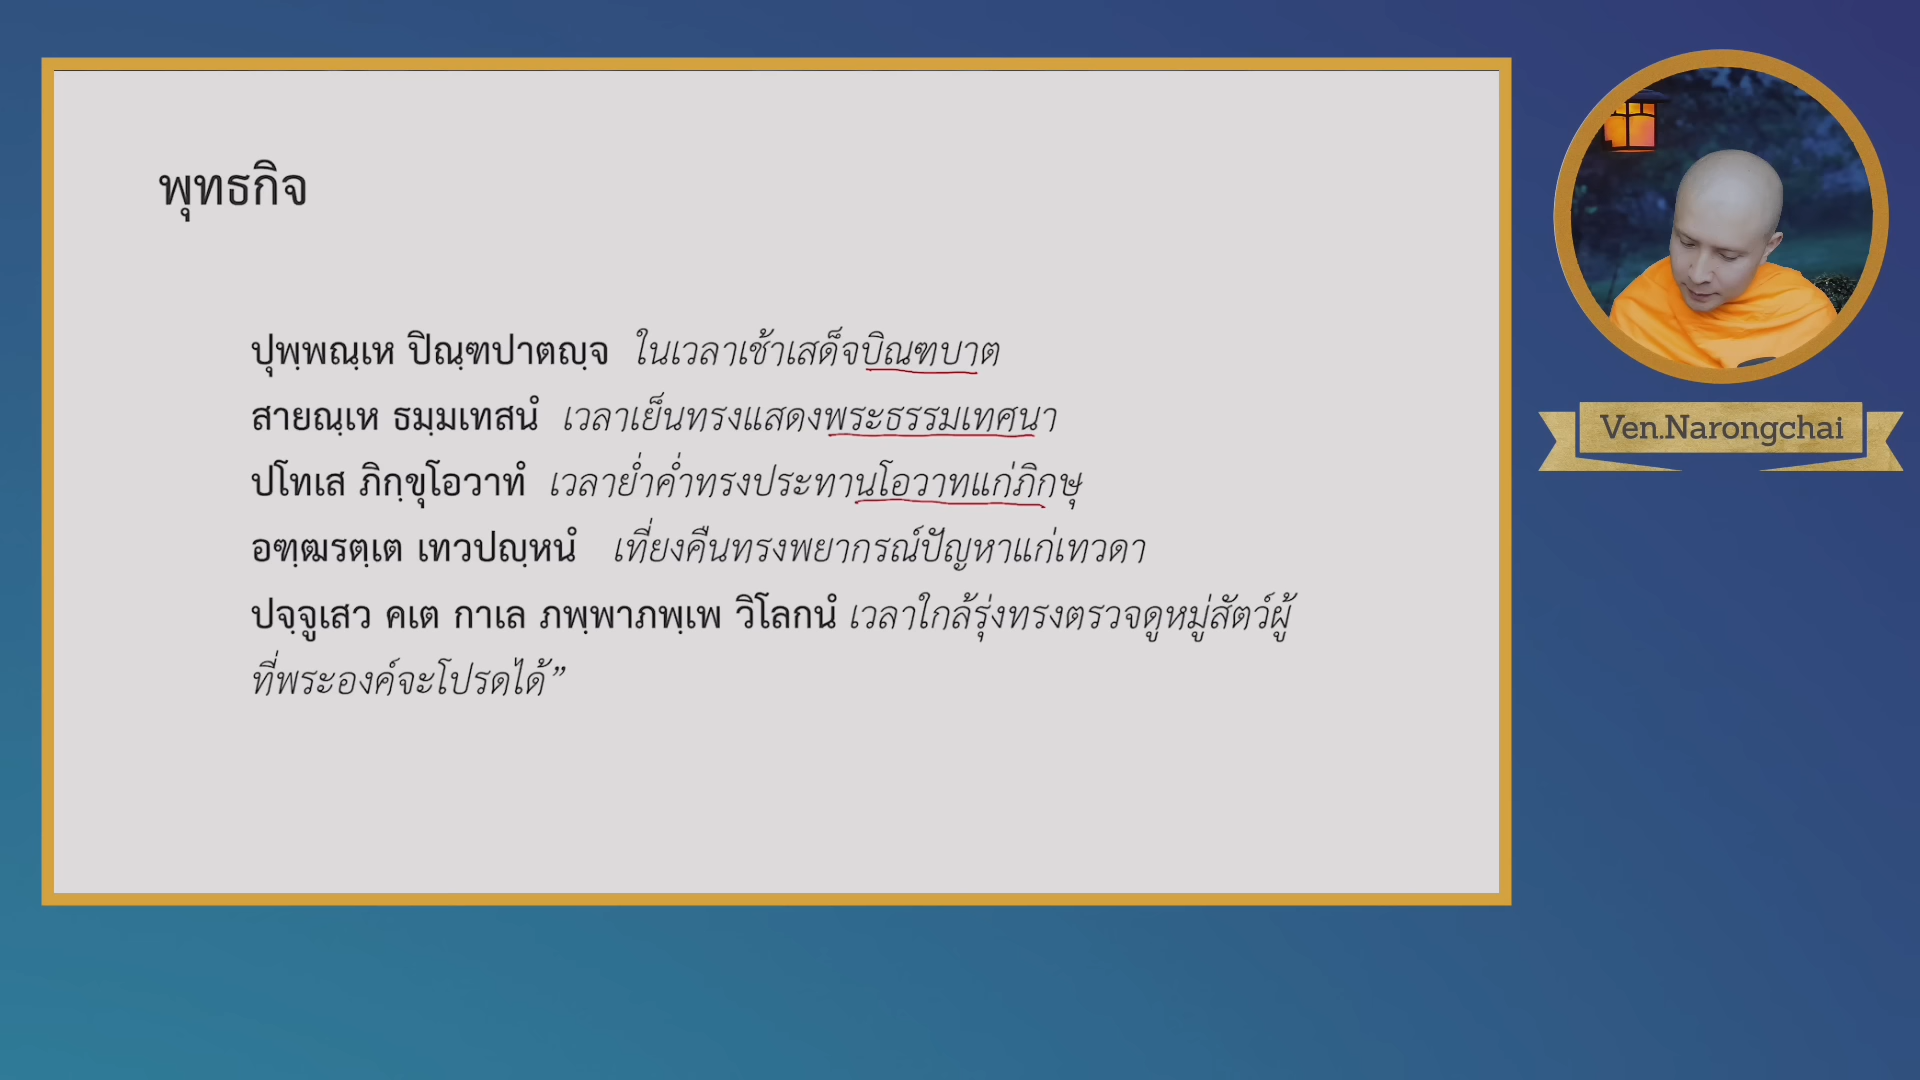 พุทธกิจ
ปุพฺพณฺเห ปิณฺฑปาตญฺจ ในเวลาเช้าเสด็จบิณฑบาต
สายณฺเห ธมฺมเทสนํ เวลาเย็นทรงแสดงพระธรรมเทศนา
ปโทเส ภิกฺขุโอวาทํ เวลาย่ำค่ำทรงประทานโอวาทแก่ภิกษุ
อฑฺฒรตฺเต เทวปญฺหนํ เที่ยงคืนทรงพยากรณ์ปัญหาแก่เทวดา
ปจฺจูเสว คเต กาเล ภพฺพาภพฺเพ วิโลกนํ เวลาใกล้รุ่งทรงตรวจดูหมู่สัตว์ผู้
ที่พระองค์จะโปรดได้”
Ven.Narongchai